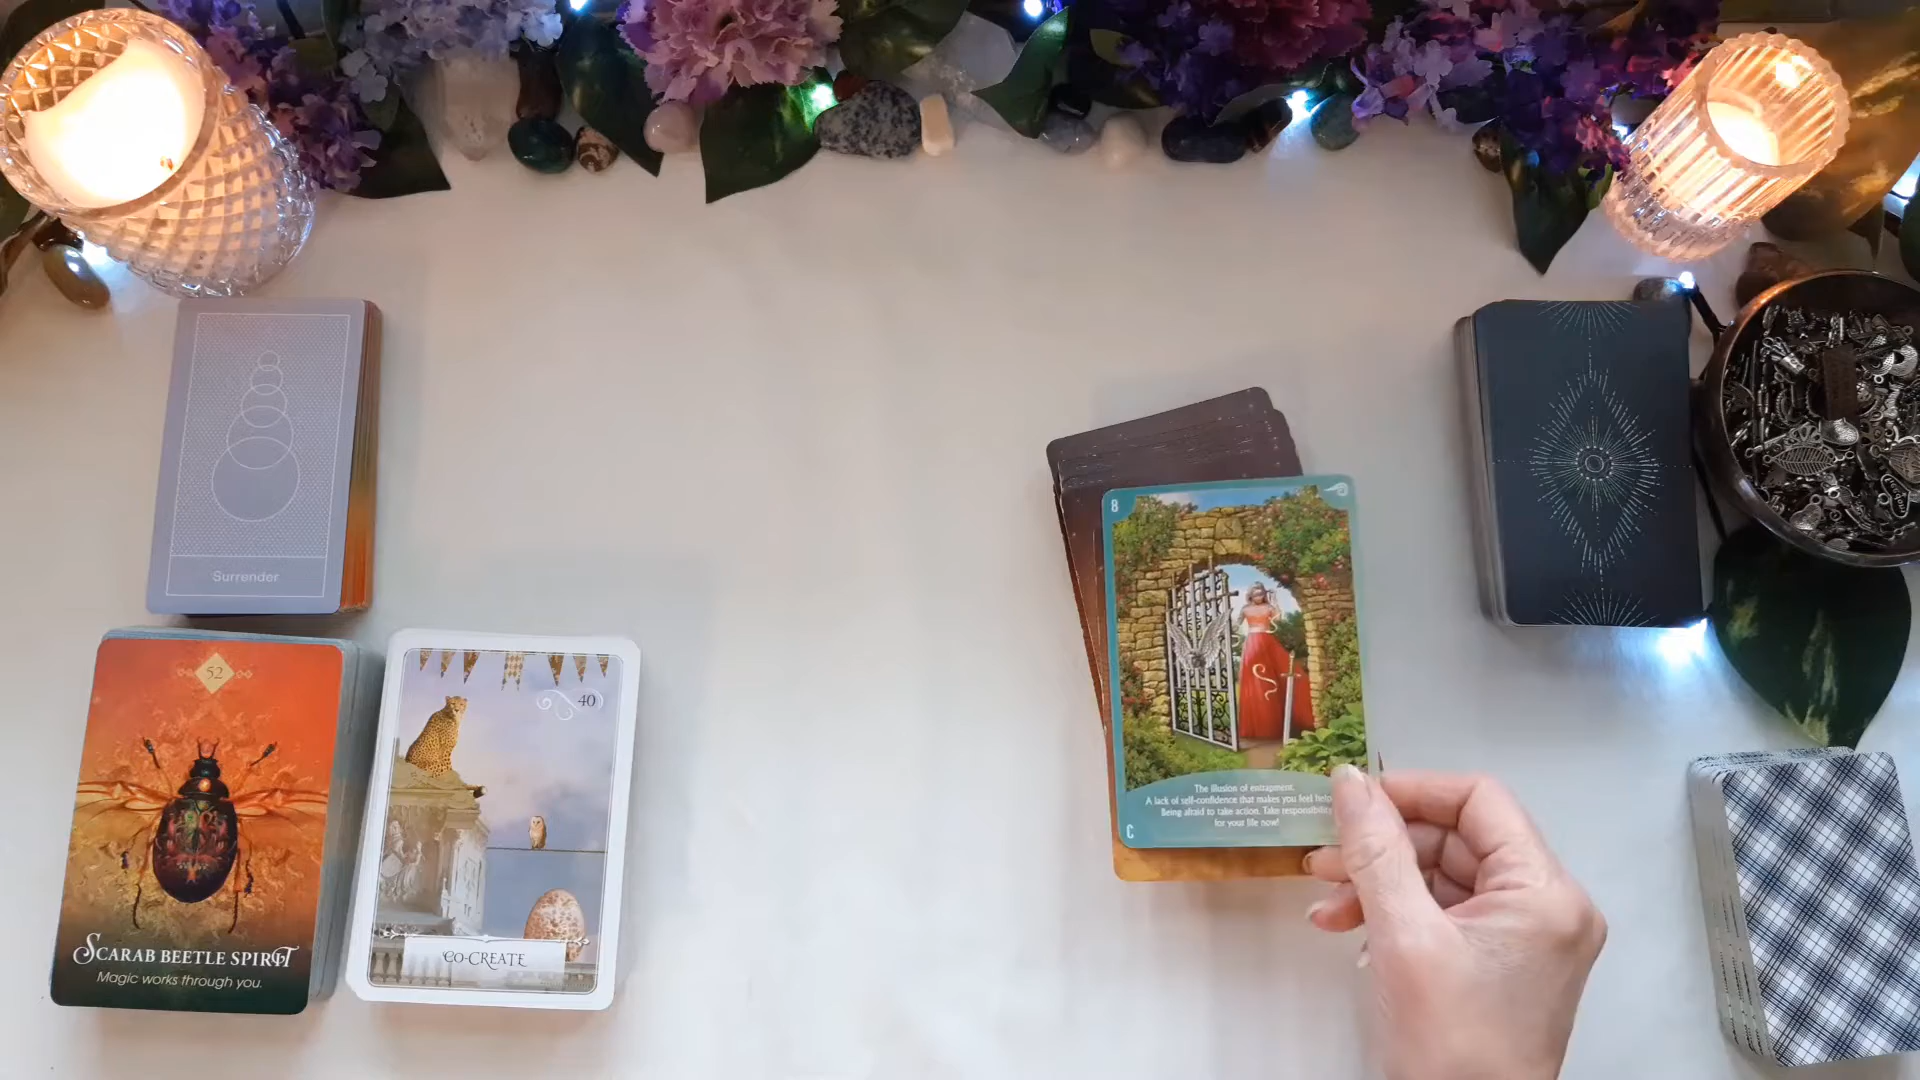 Surrender
52
SCARAB BEETLE SPIRIT
Magic works through you.
40
CO-CREATE
8
The illusion of entrapment.
A lack of self-confidence that makes you feel
Being afraid to take action. Take responsibility
for your life now!
C